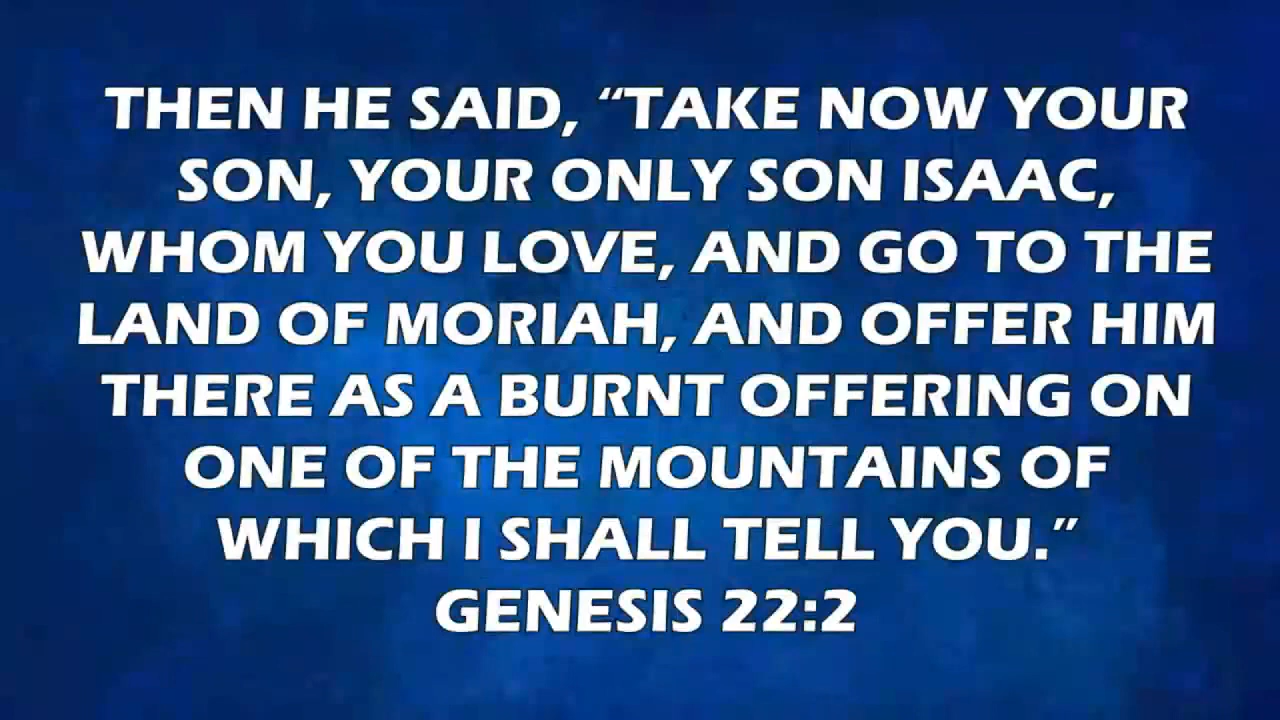 THEN HE SAID, “TAKE NOW YOUR
SON, YOUR ONLY SON ISAAC,
WHOM YOU LOVE, AND GO TO THE
LAND OF MORIAH, AND OFFER HIM
THERE AS A BURNT OFFERING ON
ONE OF THE MOUNTAINS OF
WHICH I SHALL TELL YOU.”
GENESIS 22:2